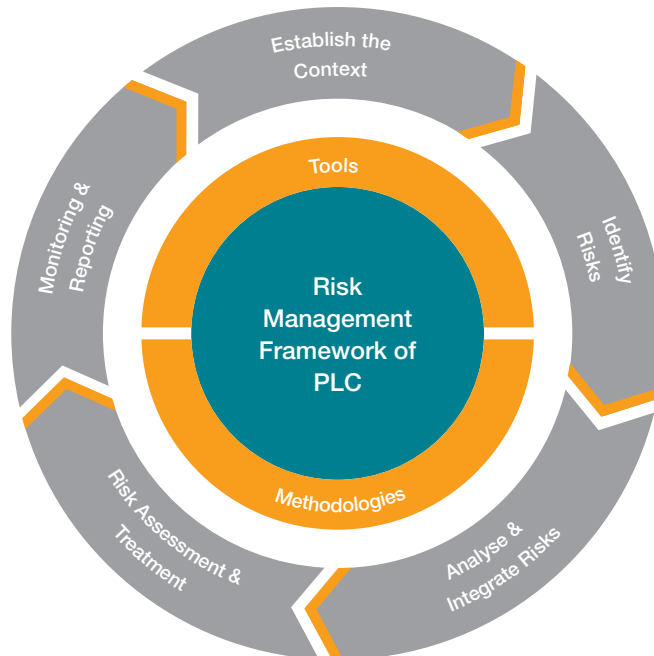 Establish the
Context
Identify
Risks
Analyse &
Integrate Risks
Risk Assessment &
Treatment
Monitoring &
Reporting
Tools
Risk
Management
Framework of
PLC
Methodologies